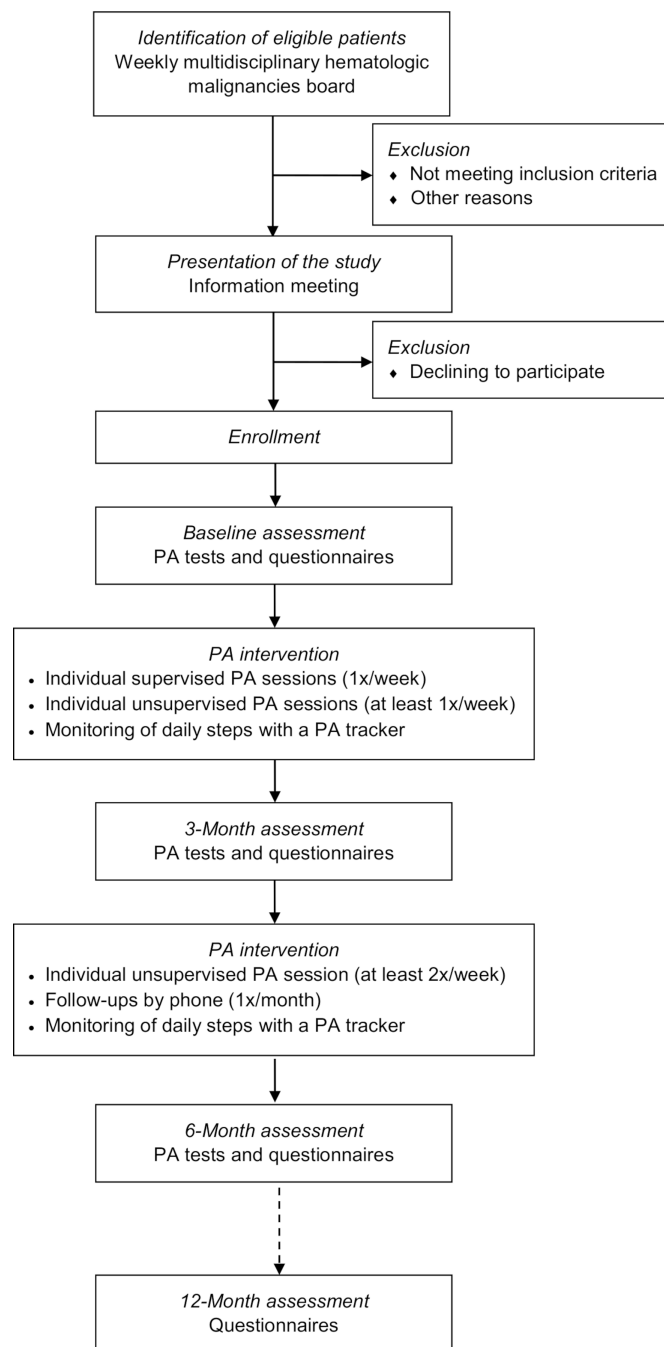 Identification of eligible patients
Weekly multidisciplinary hematologic
malignancies board
Exclusion
♦ Not meeting inclusion criteria
♦ Other reasons
Presentation of the study
Information meeting
Exclusion
♦ Declining to participate
Enrollment
Baseline assessment
PA tests and questionnaires
PA intervention
• Individual supervised PA sessions (1x/week)
• Individual unsupervised PA sessions (at least 1x/week)
• Monitoring of daily steps with a PA tracker
3-Month assessment
PA tests and questionnaires
PA intervention
• Individual unsupervised PA session (at least 2x/week)
• Follow-ups by phone (1x/month)
• Monitoring of daily steps with a PA tracker
6-Month assessment
PA tests and questionnaires
12-Month assessment
Questionnaires